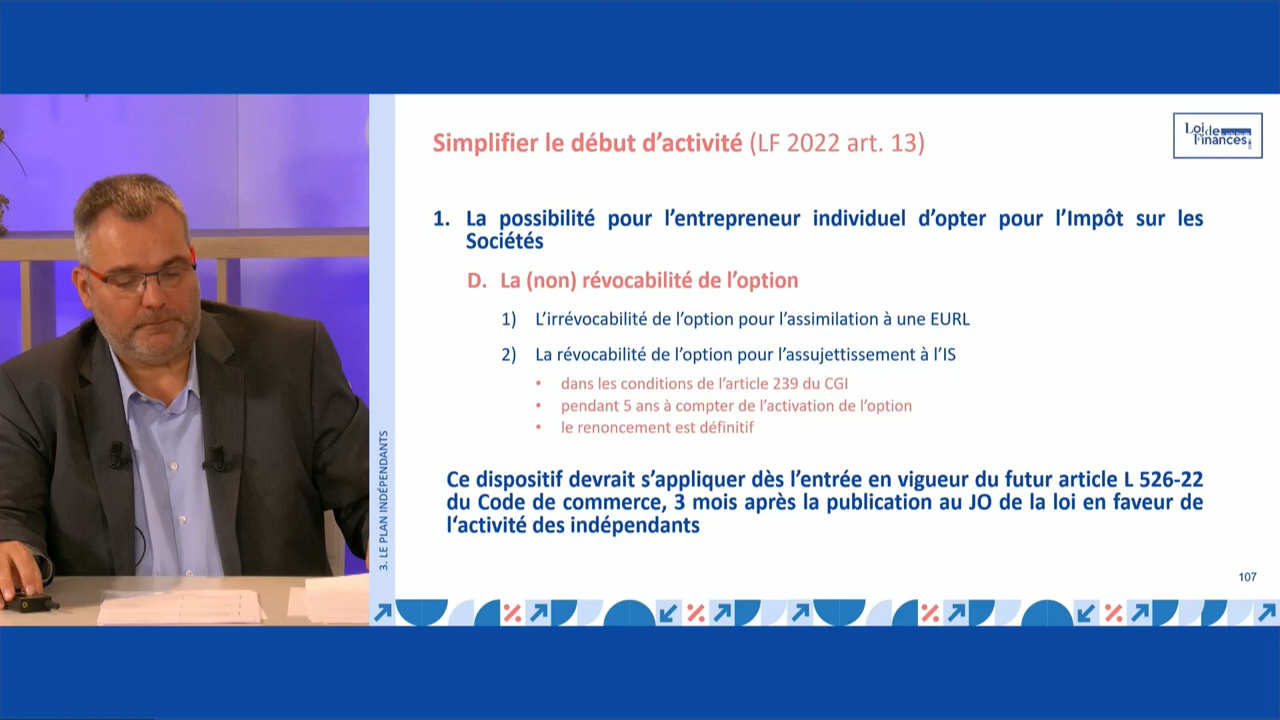 Simplifier le début d’activité (LF 2022 art. 13)
Loi de
Finances
1. La possibilité pour l’entrepreneur individuel d’opter pour l’Impôt sur les
Sociétés
D. La (non) révocabilité de l’option
1) L’irrévocabilité de l’option pour l’assimilation à une EURL
2) La révocabilité de l’option pour l’assujettissement à l’IS
• dans les conditions de l’article 239 du CGI
• pendant 5 ans à compter de l’activation de l’option
• le renoncement est définitif
Ce dispositif devrait s’appliquer dès l’entrée en vigueur du futur article L 526-22
du Code de commerce, 3 mois après la publication au JO de la loi en faveur de
l‘activité des indépendants
3. LE PLAN INDÉPENDANTS
107